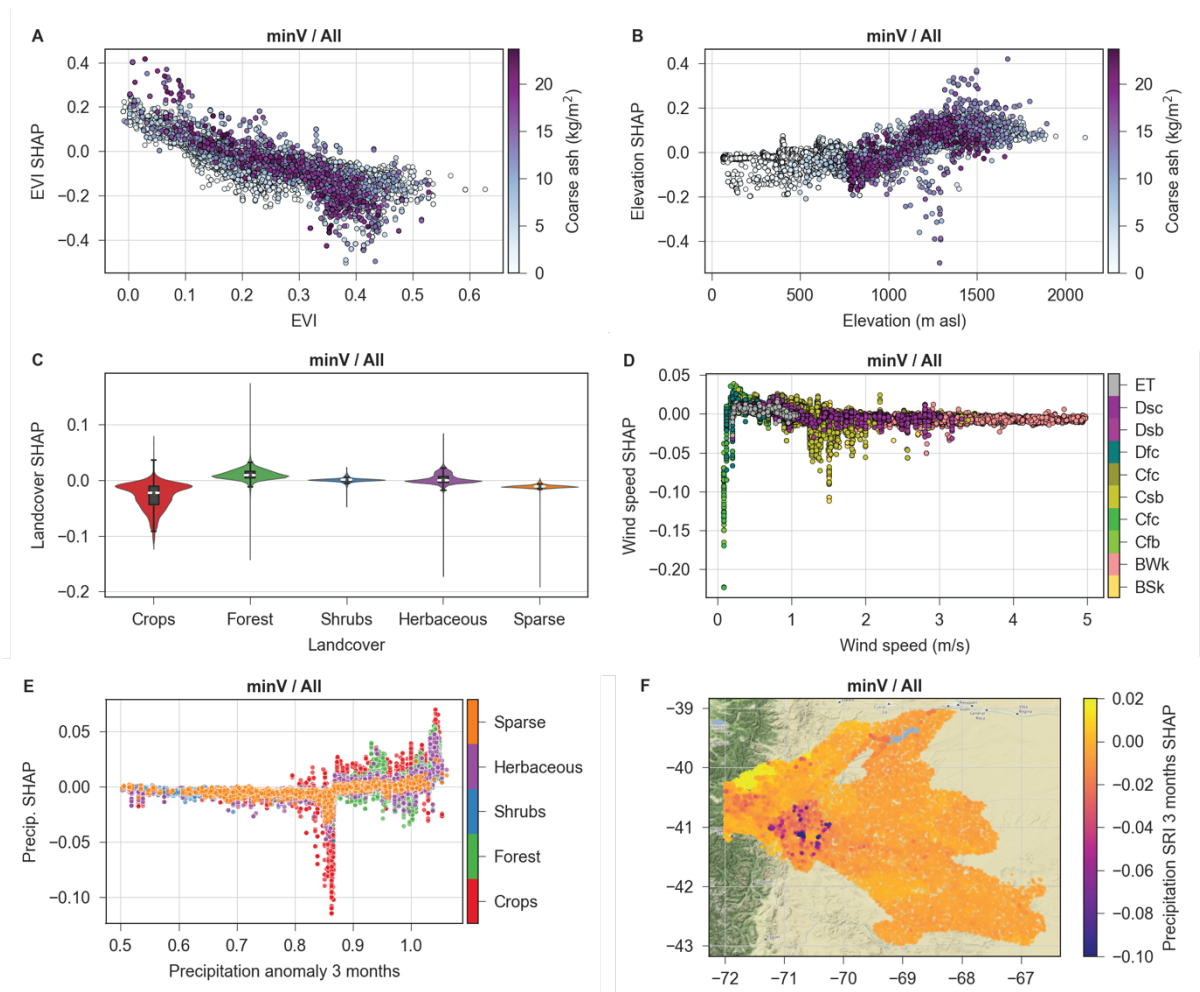 A
minV / All
EVI SHAP
0.4
0.2
0.0
−0.2
−0.4
0.0 0.1 0.2 0.3 0.4 0.5 0.6
EVI
20
15
10
5
0
Coarse ash (kg/m²)
B
minV / All
Elevation SHAP
0.4
0.2
0.0
−0.2
−0.4
0 500 1000 1500 2000
Elevation (m asl)
20
15
10
5
0
Coarse ash (kg/m²)
C
minV / All
Landcover SHAP
0.1
0.0
−0.1
−0.2
Crops Forest Shrubs Herbaceous Sparse
Landcover
D
minV / All
Wind speed SHAP
0.05
0.00
−0.05
−0.10
−0.15
−0.20
0 1 2 3 4 5
Wind speed (m/s)
ET
Dsc
Dsb
Dfc
Cfc
Csb
Cfc
Cfb
BWk
BSk
E
minV / All
Precip. SHAP
0.05
0.00
−0.05
−0.10
0.5 0.6 0.7 0.8 0.9 1.0
Precipitation anomaly 3 months
Sparse
Herbaceous
Shrubs
Forest
Crops
F
minV / All
−39
−40
−41
−42
−43
−72 −71 −70 −69 −68 −67
0.02
0.00
−0.02
−0.04
−0.06
−0.08
−0.10
Precipitation SRI 3 months SHAP